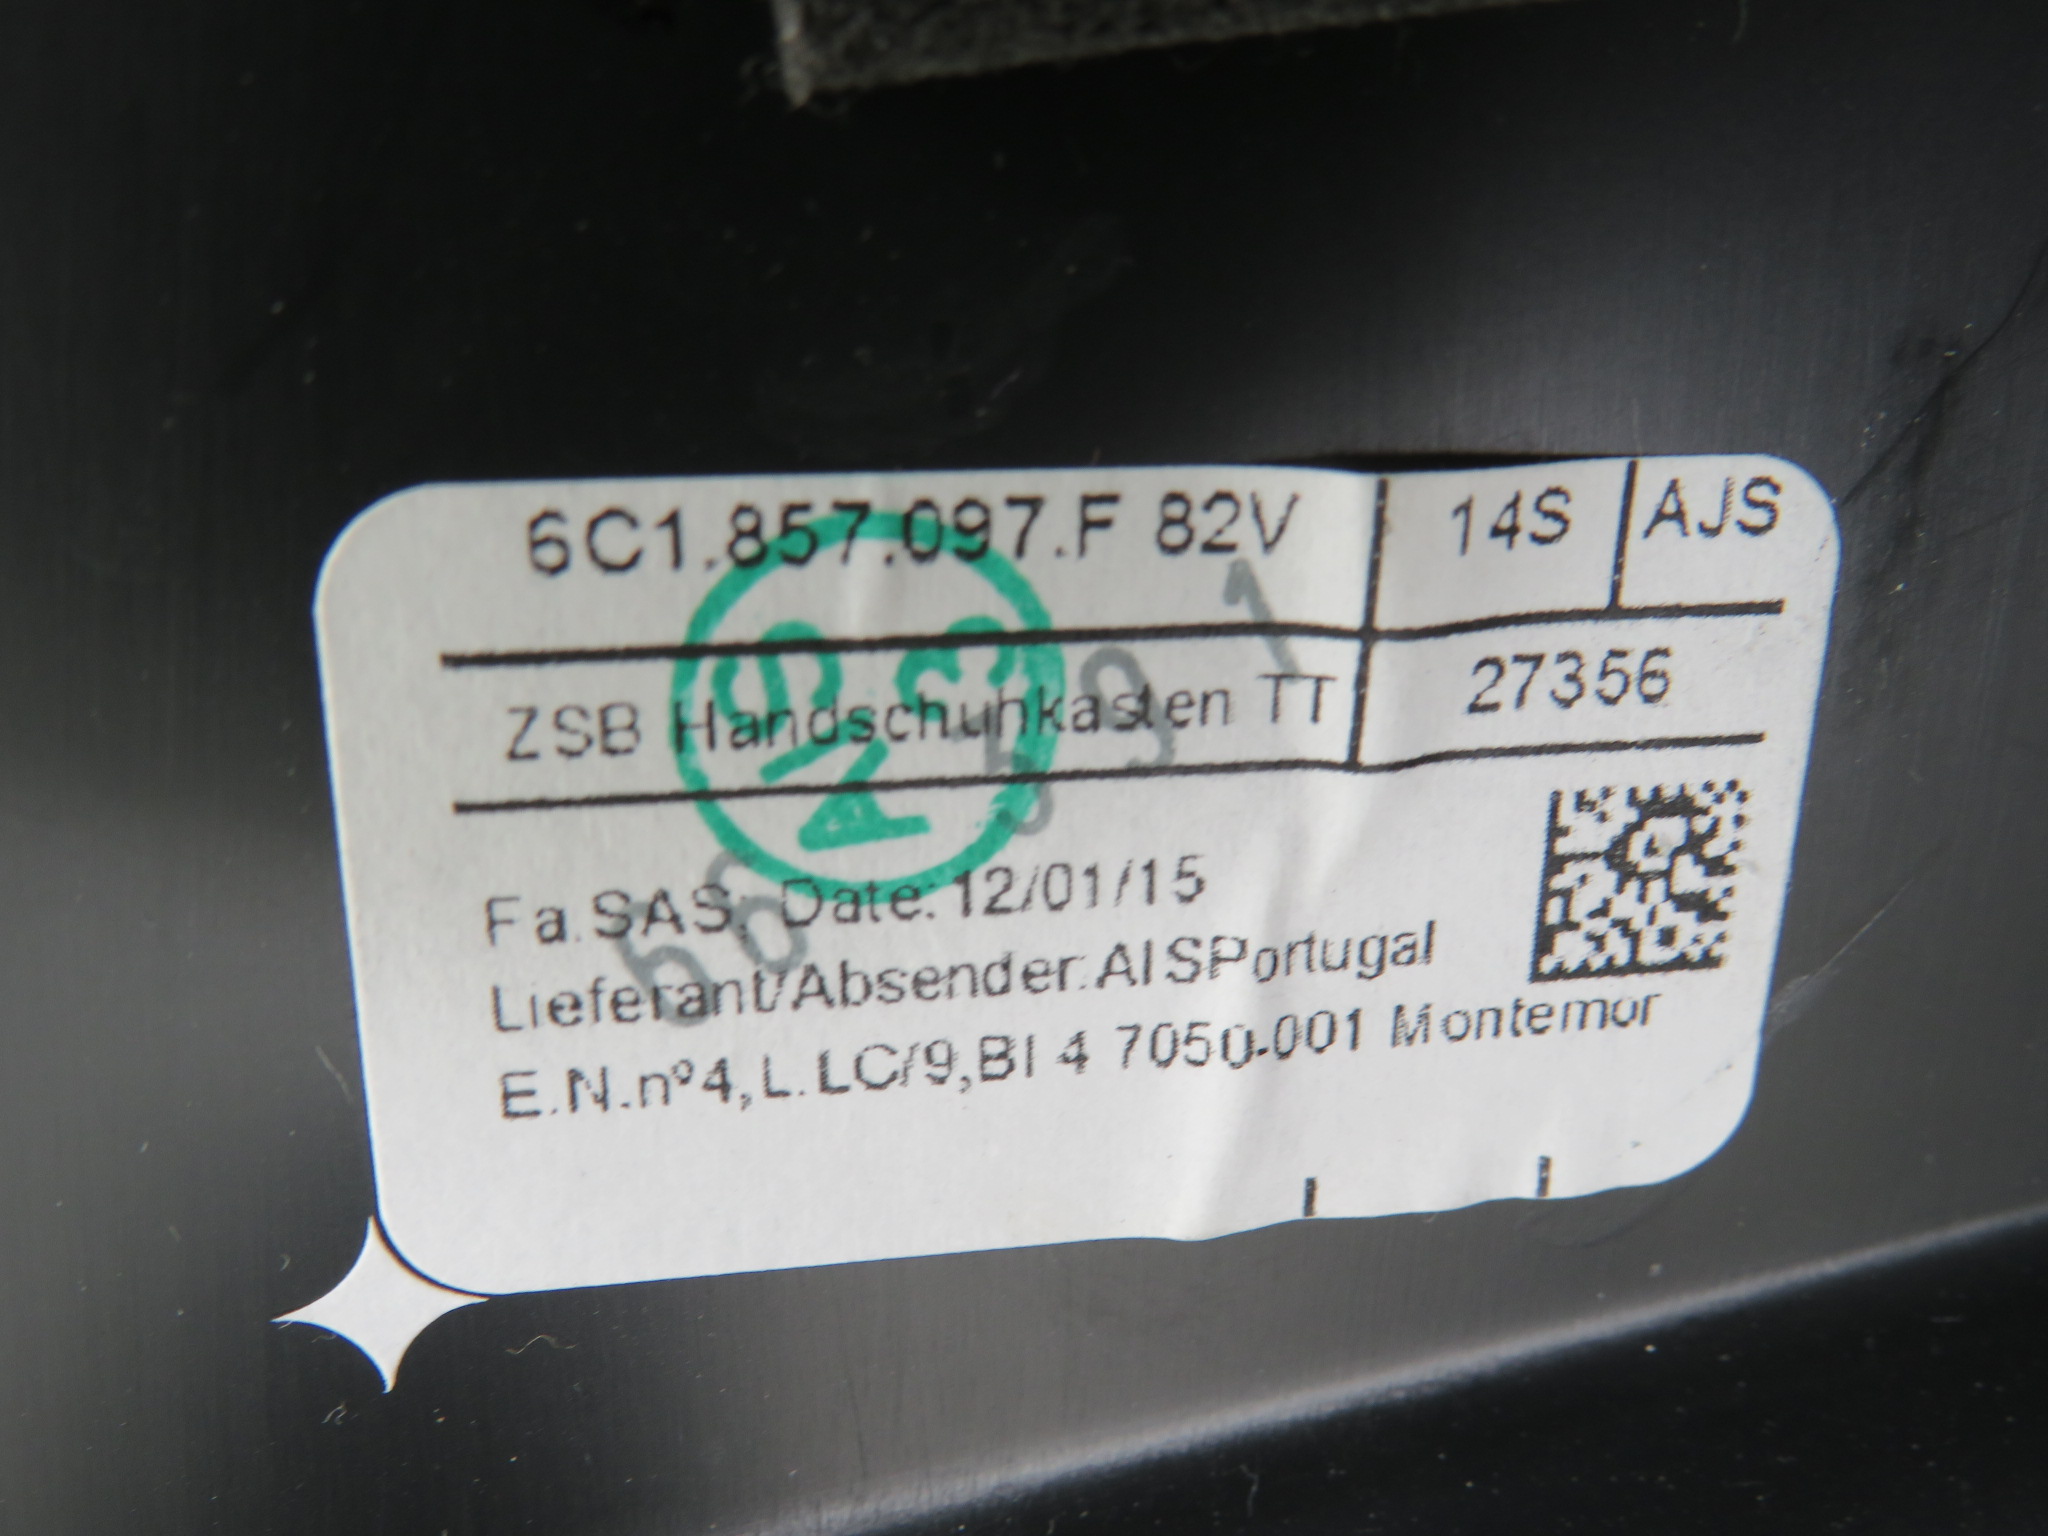 6C1.857.097.F 82V 14S AJS
ZSB Handschuhkasten TT 27356
Fa.SAS; Date:12/01/15
Lieferant/Absender:AISPortugal
E.N.nº4,L.LC/9,Bl 4 7050-001 Montemor